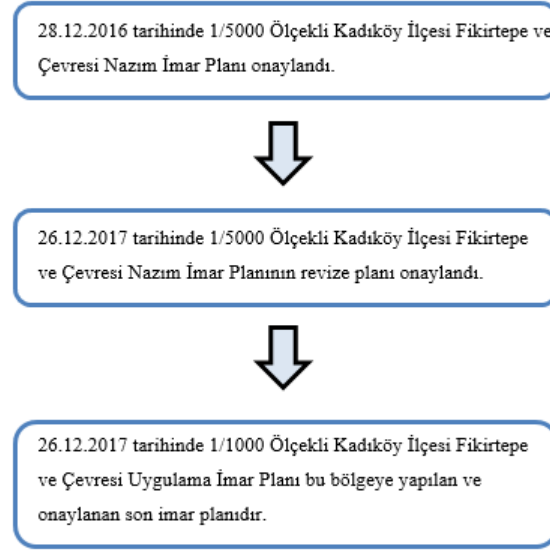 28.12.2016 tarihinde 1/5000 Ölçekli Kadıköy İlçesi Fikirtepe ve
Çevresi Nazım İmar Planı onaylandı.
26.12.2017 tarihinde 1/5000 Ölçekli Kadıköy İlçesi Fikirtepe
ve Çevresi Nazım İmar Planının revize planı onaylandı.
26.12.2017 tarihinde 1/1000 Ölçekli Kadıköy İlçesi Fikirtepe
ve Çevresi Uygulama İmar Planı bu bölgeye yapılan ve
onaylanan son imar planıdır.